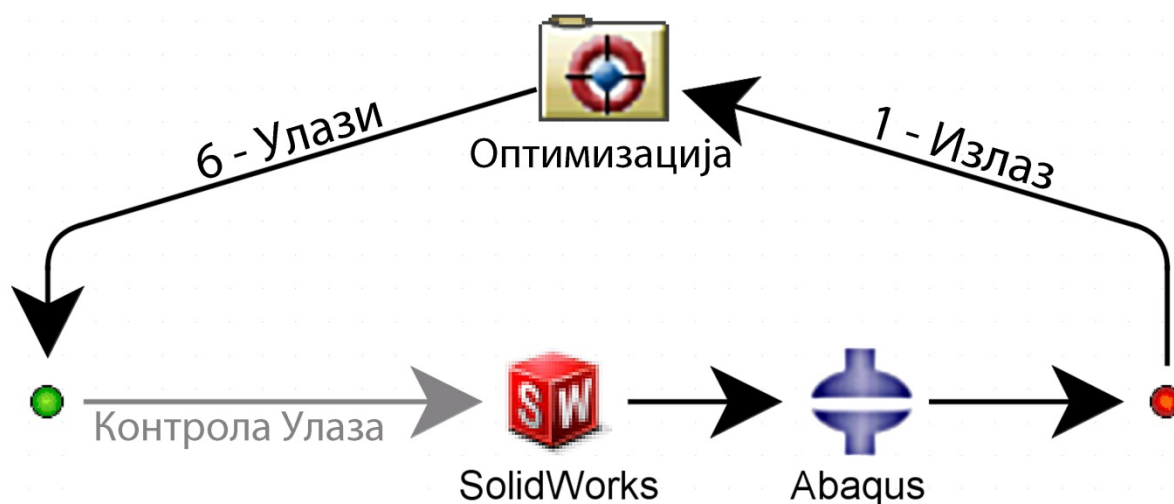 6 - Улази
1 - Излаз
Оптимизација
Контрола Улаза
S W
SolidWorks
Abaqus